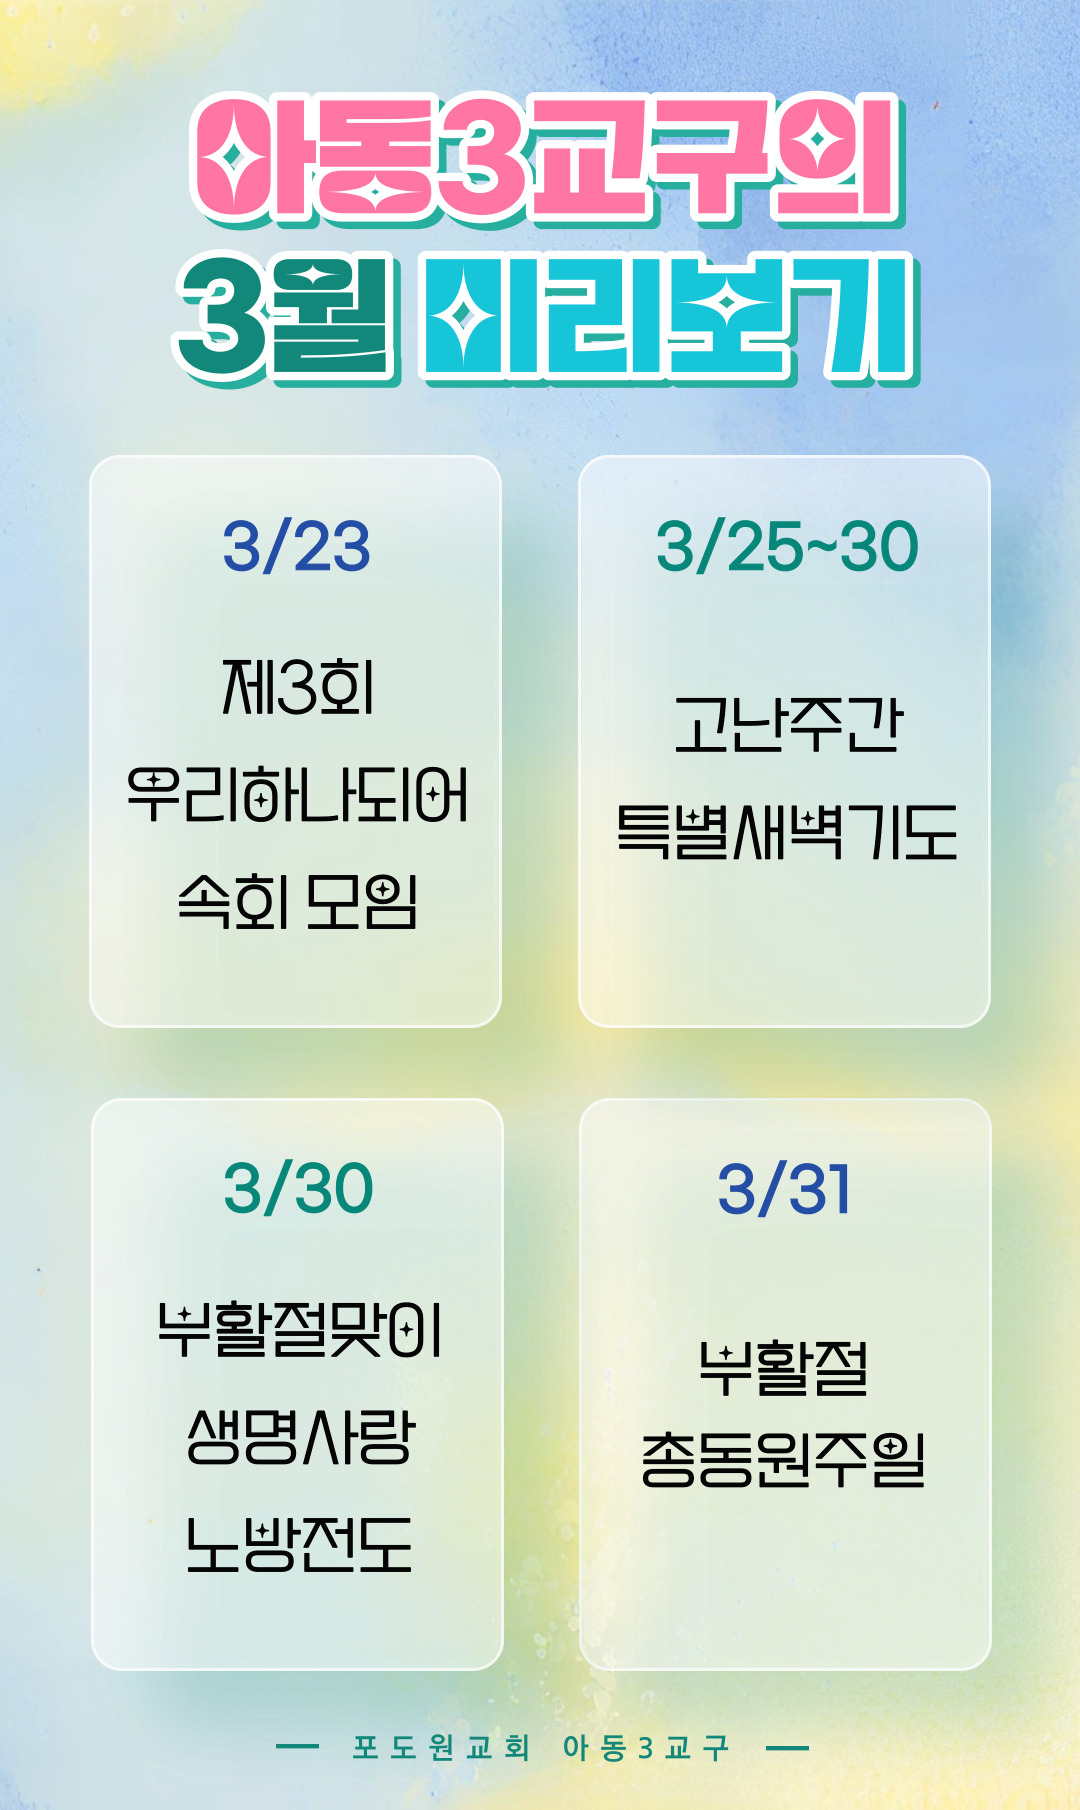 아동3교구의
3월 미리보기
3/23
제3회
우리하나되어
속회 모임
3/25~30
고난주간
특별새벽기도
3/30
부활절맞이
생명사랑
노방전도
3/31
부활절
총동원주일
포도원교회 아동3교구